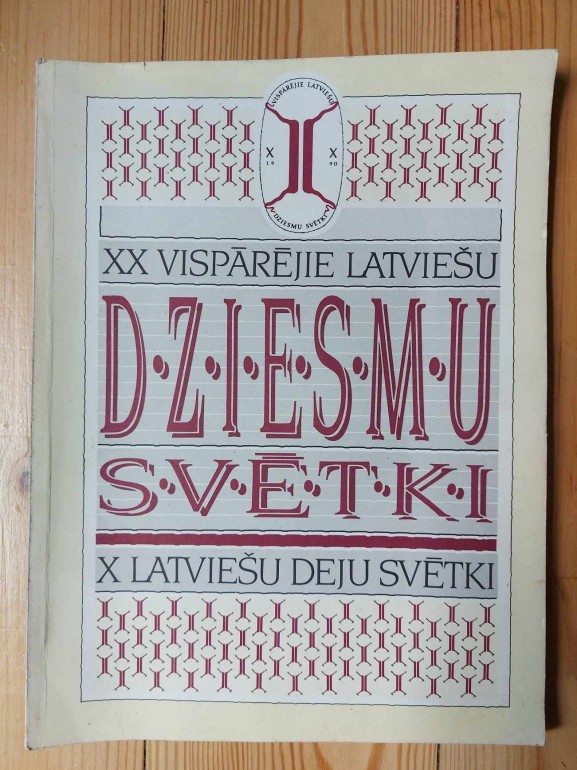 VISPĀRĒJIE LATVIEŠU
X X
19 90
DZIESMU SVĒTKI
XX VISPĀRĒJIE LATVIEŠU
D·Z·I·E·S·M·U
S·V·Ē·T·K·I
X LATVIEŠU DEJU SVĒTKI